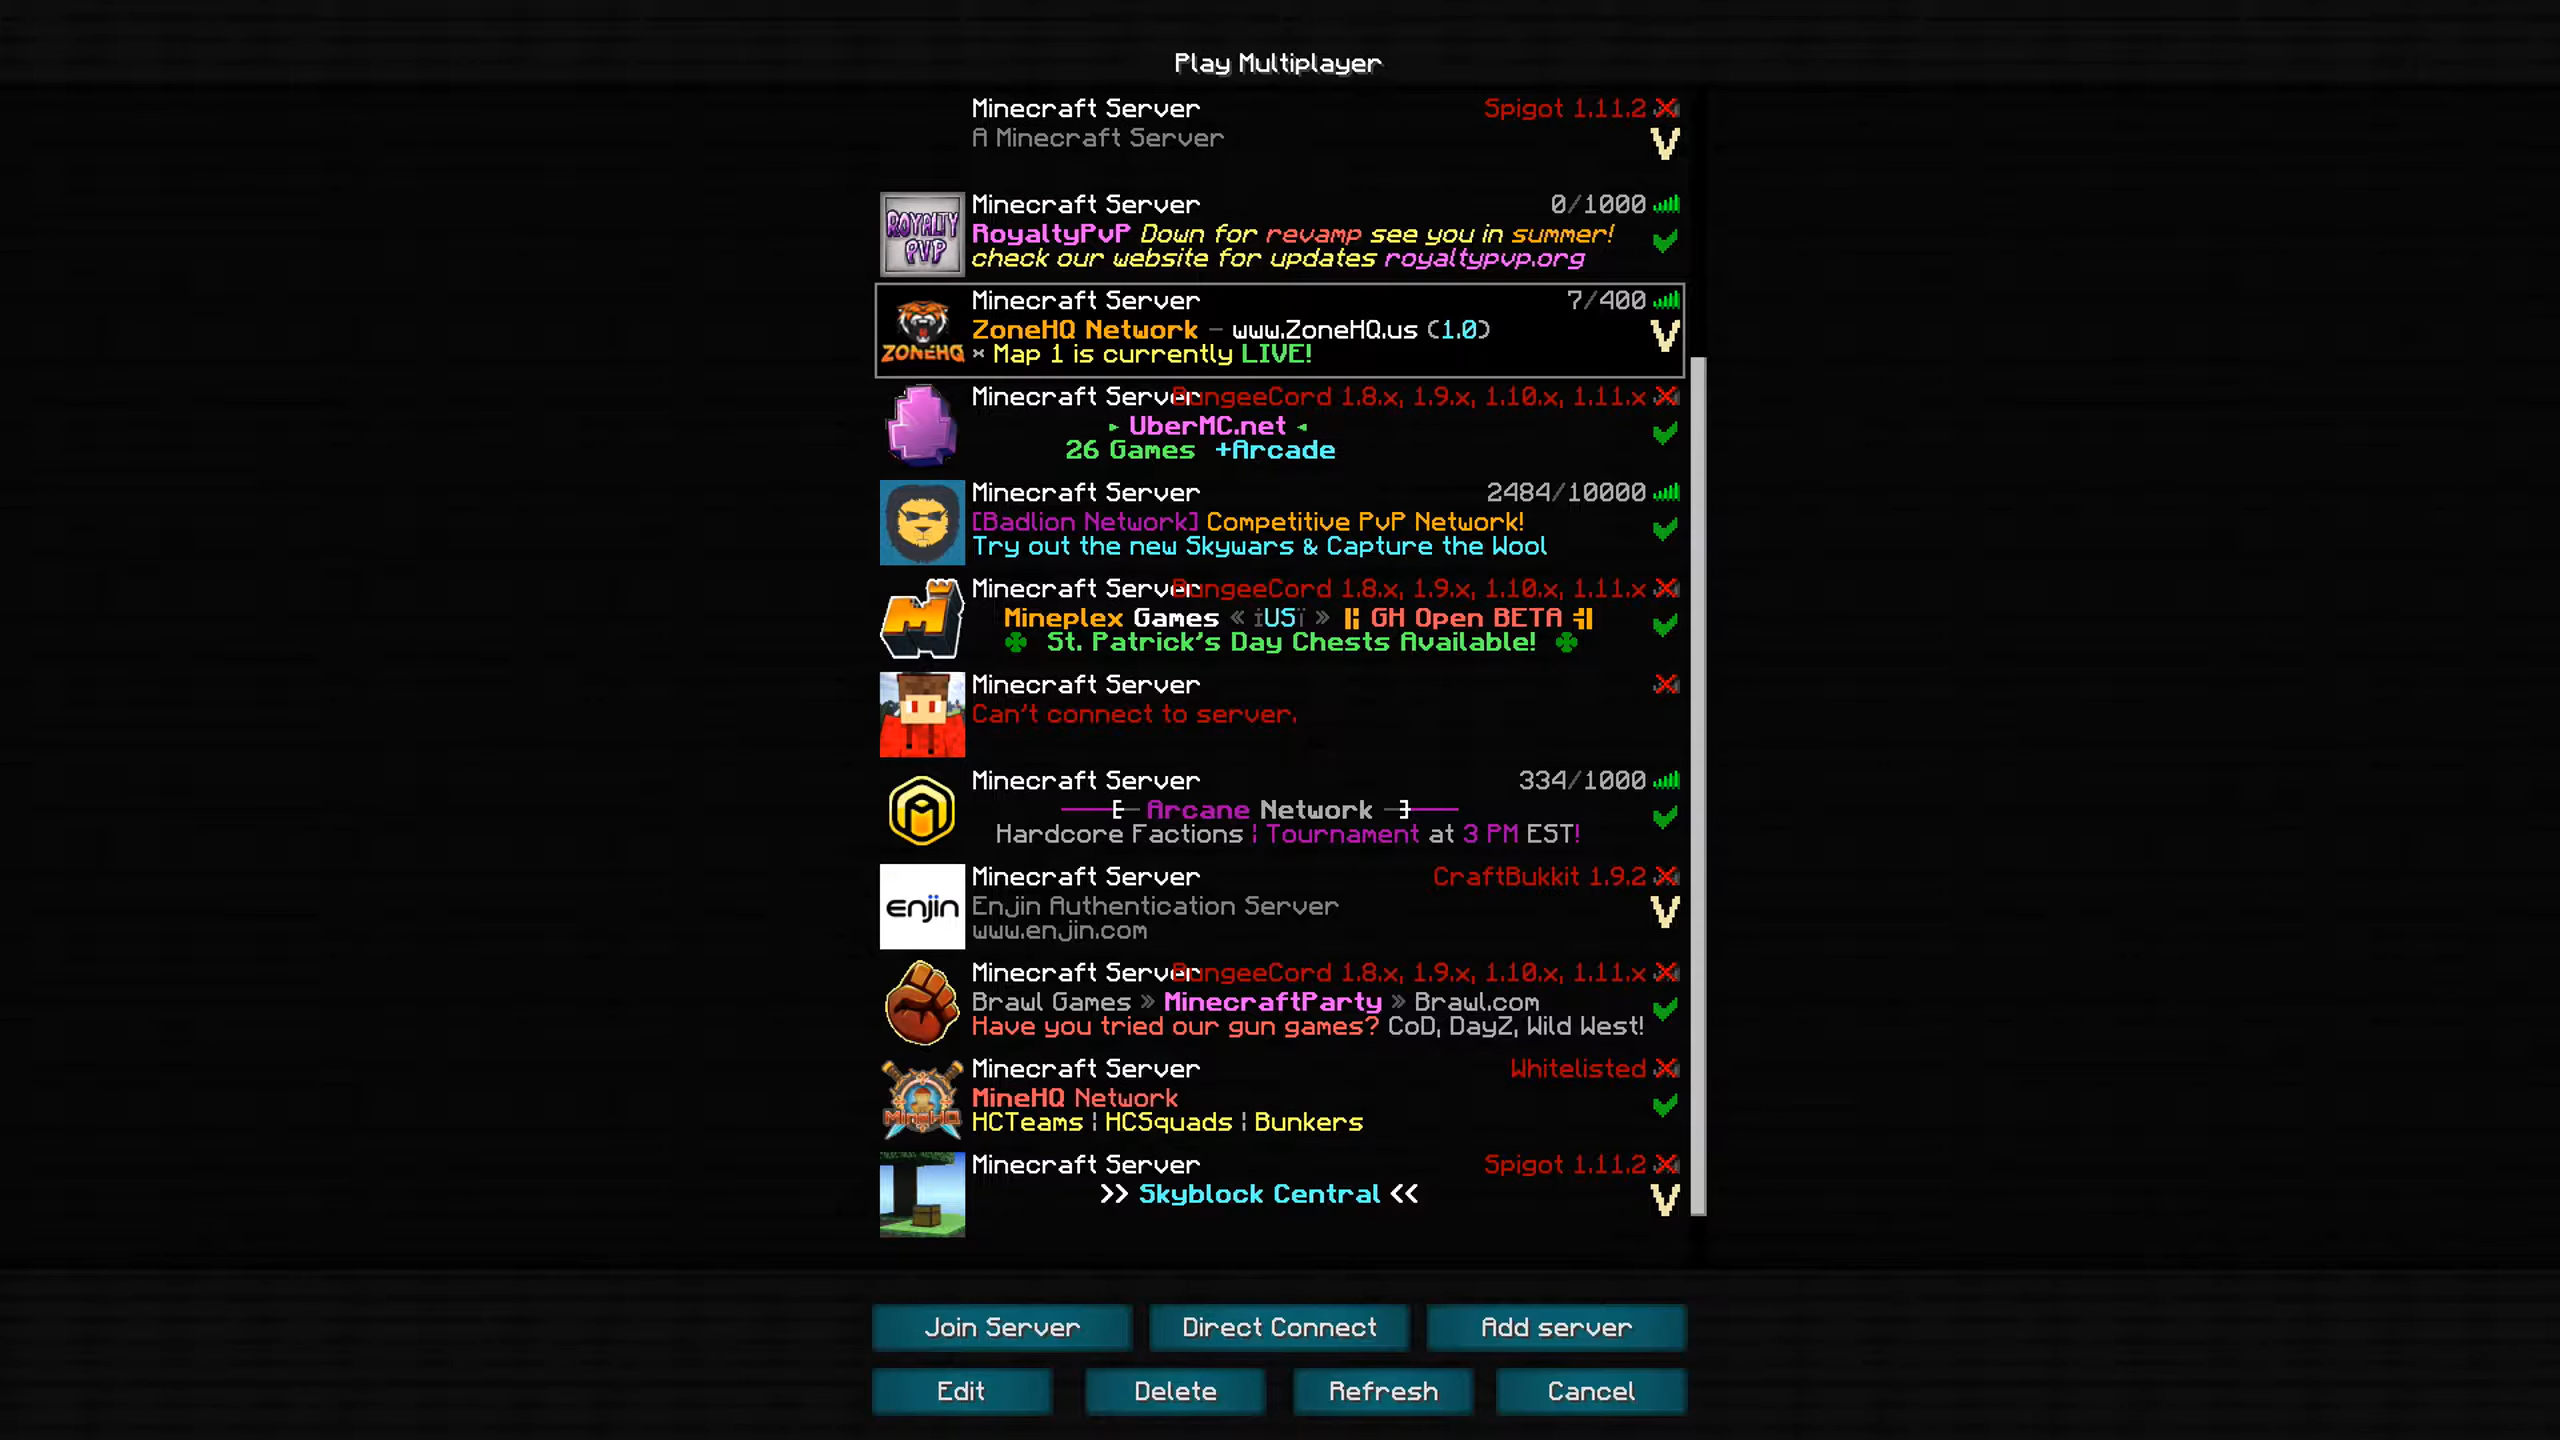 Play Multiplayer
Minecraft Server Spigot 1.11.2
A Minecraft Server
ROYALTY PVP
Minecraft Server 0/1000
RoyaltyPvP Down for revamp see you in summer!
check our website for updates royaltypvp.org
Minecraft Server 7/400
ZoneHQ Network - www.ZoneHQ.us (1.0)
ZONEHQ × Map 1 is currently LIVE!
Minecraft Server BungeeCord 1.8.x, 1.9.x, 1.10.x, 1.11.x
▸ UberMC.net ◂
26 Games +Arcade
Minecraft Server 2484/10000
[Badlion Network] Competitive PvP Network!
Try out the new Skywars & Capture the Wool
Minecraft Server BungeeCord 1.8.x, 1.9.x, 1.10.x, 1.11.x
Mineplex Games « US » GH Open BETA
St. Patrick's Day Chests Available!
Minecraft Server
Can't connect to server.
Minecraft Server 334/1000
Arcane Network
Hardcore Factions ¦ Tournament at 3 PM EST!
Minecraft Server CraftBukkit 1.9.2
enjin Enjin Authentication Server
www.enjin.com
Minecraft Server BungeeCord 1.8.x, 1.9.x, 1.10.x, 1.11.x
Brawl Games » MinecraftParty » Brawl.com
Have you tried our gun games? CoD, DayZ, Wild West!
Minecraft Server Whitelisted
MineHQ Network
MineHQ HCTeams ¦ HCSquads ¦ Bunkers
Minecraft Server Spigot 1.11.2
>> Skyblock Central <<
Join Server Direct Connect Add server
Edit Delete Refresh Cancel